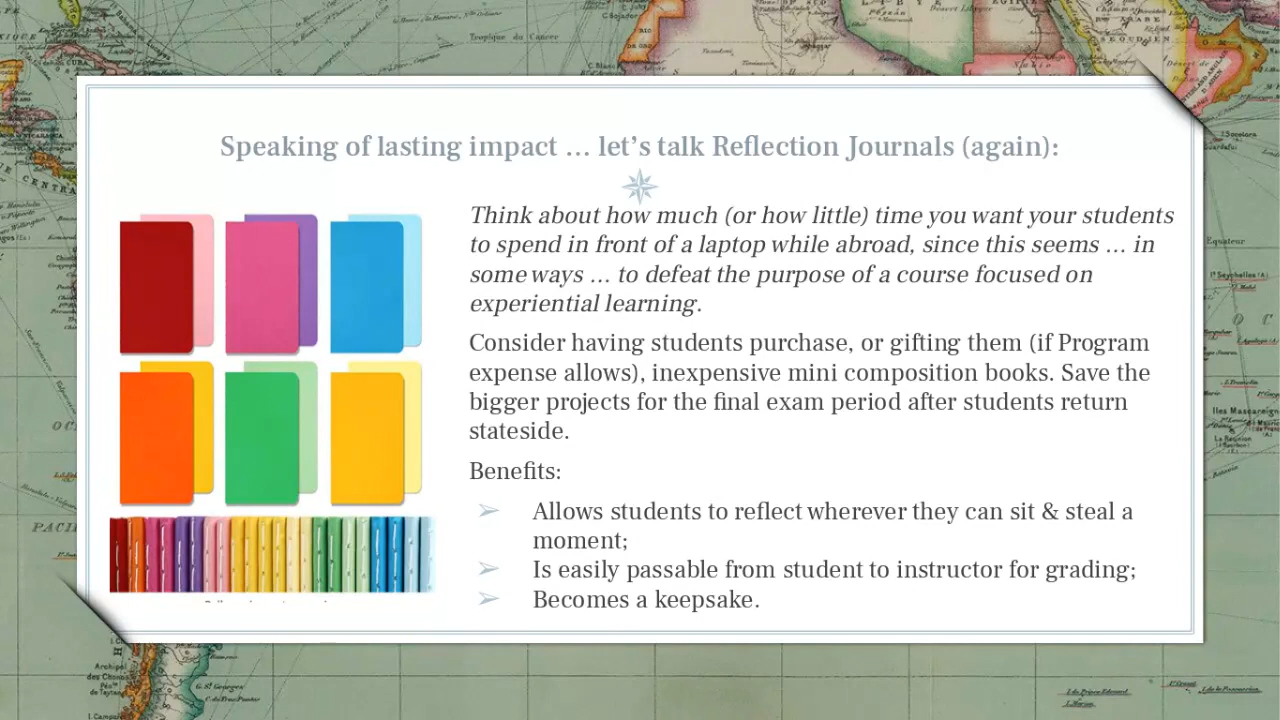 Speaking of lasting impact … let’s talk Reflection Journals (again):
Think about how much (or how little) time you want your students
to spend in front of a laptop while abroad, since this seems … in
some ways … to defeat the purpose of a course focused on
experiential learning.
Consider having students purchase, or gifting them (if Program
expense allows), inexpensive mini composition books. Save the
bigger projects for the final exam period after students return
stateside.
Benefits:
➢ Allows students to reflect wherever they can sit & steal a
moment;
➢ Is easily passable from student to instructor for grading;
➢ Becomes a keepsake.
Tropique du Cancer
Equateur